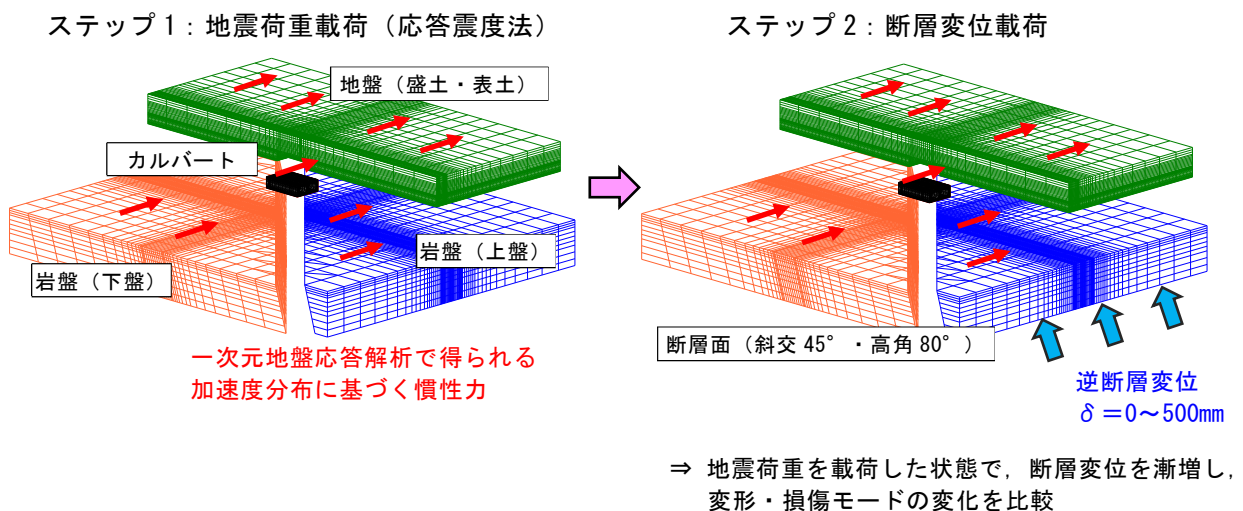 ステップ1:地震荷重載荷(応答震度法)
地盤(盛土・表土)
カルバート
岩盤(上盤)
岩盤(下盤)
一次元地盤応答解析で得られる
加速度分布に基づく慣性力
ステップ2:断層変位載荷
断層面(斜交45°・高角80°)
逆断層変位
δ=0~500mm
⇒ 地震荷重を載荷した状態で,断層変位を漸増し,
変形・損傷モードの変化を比較